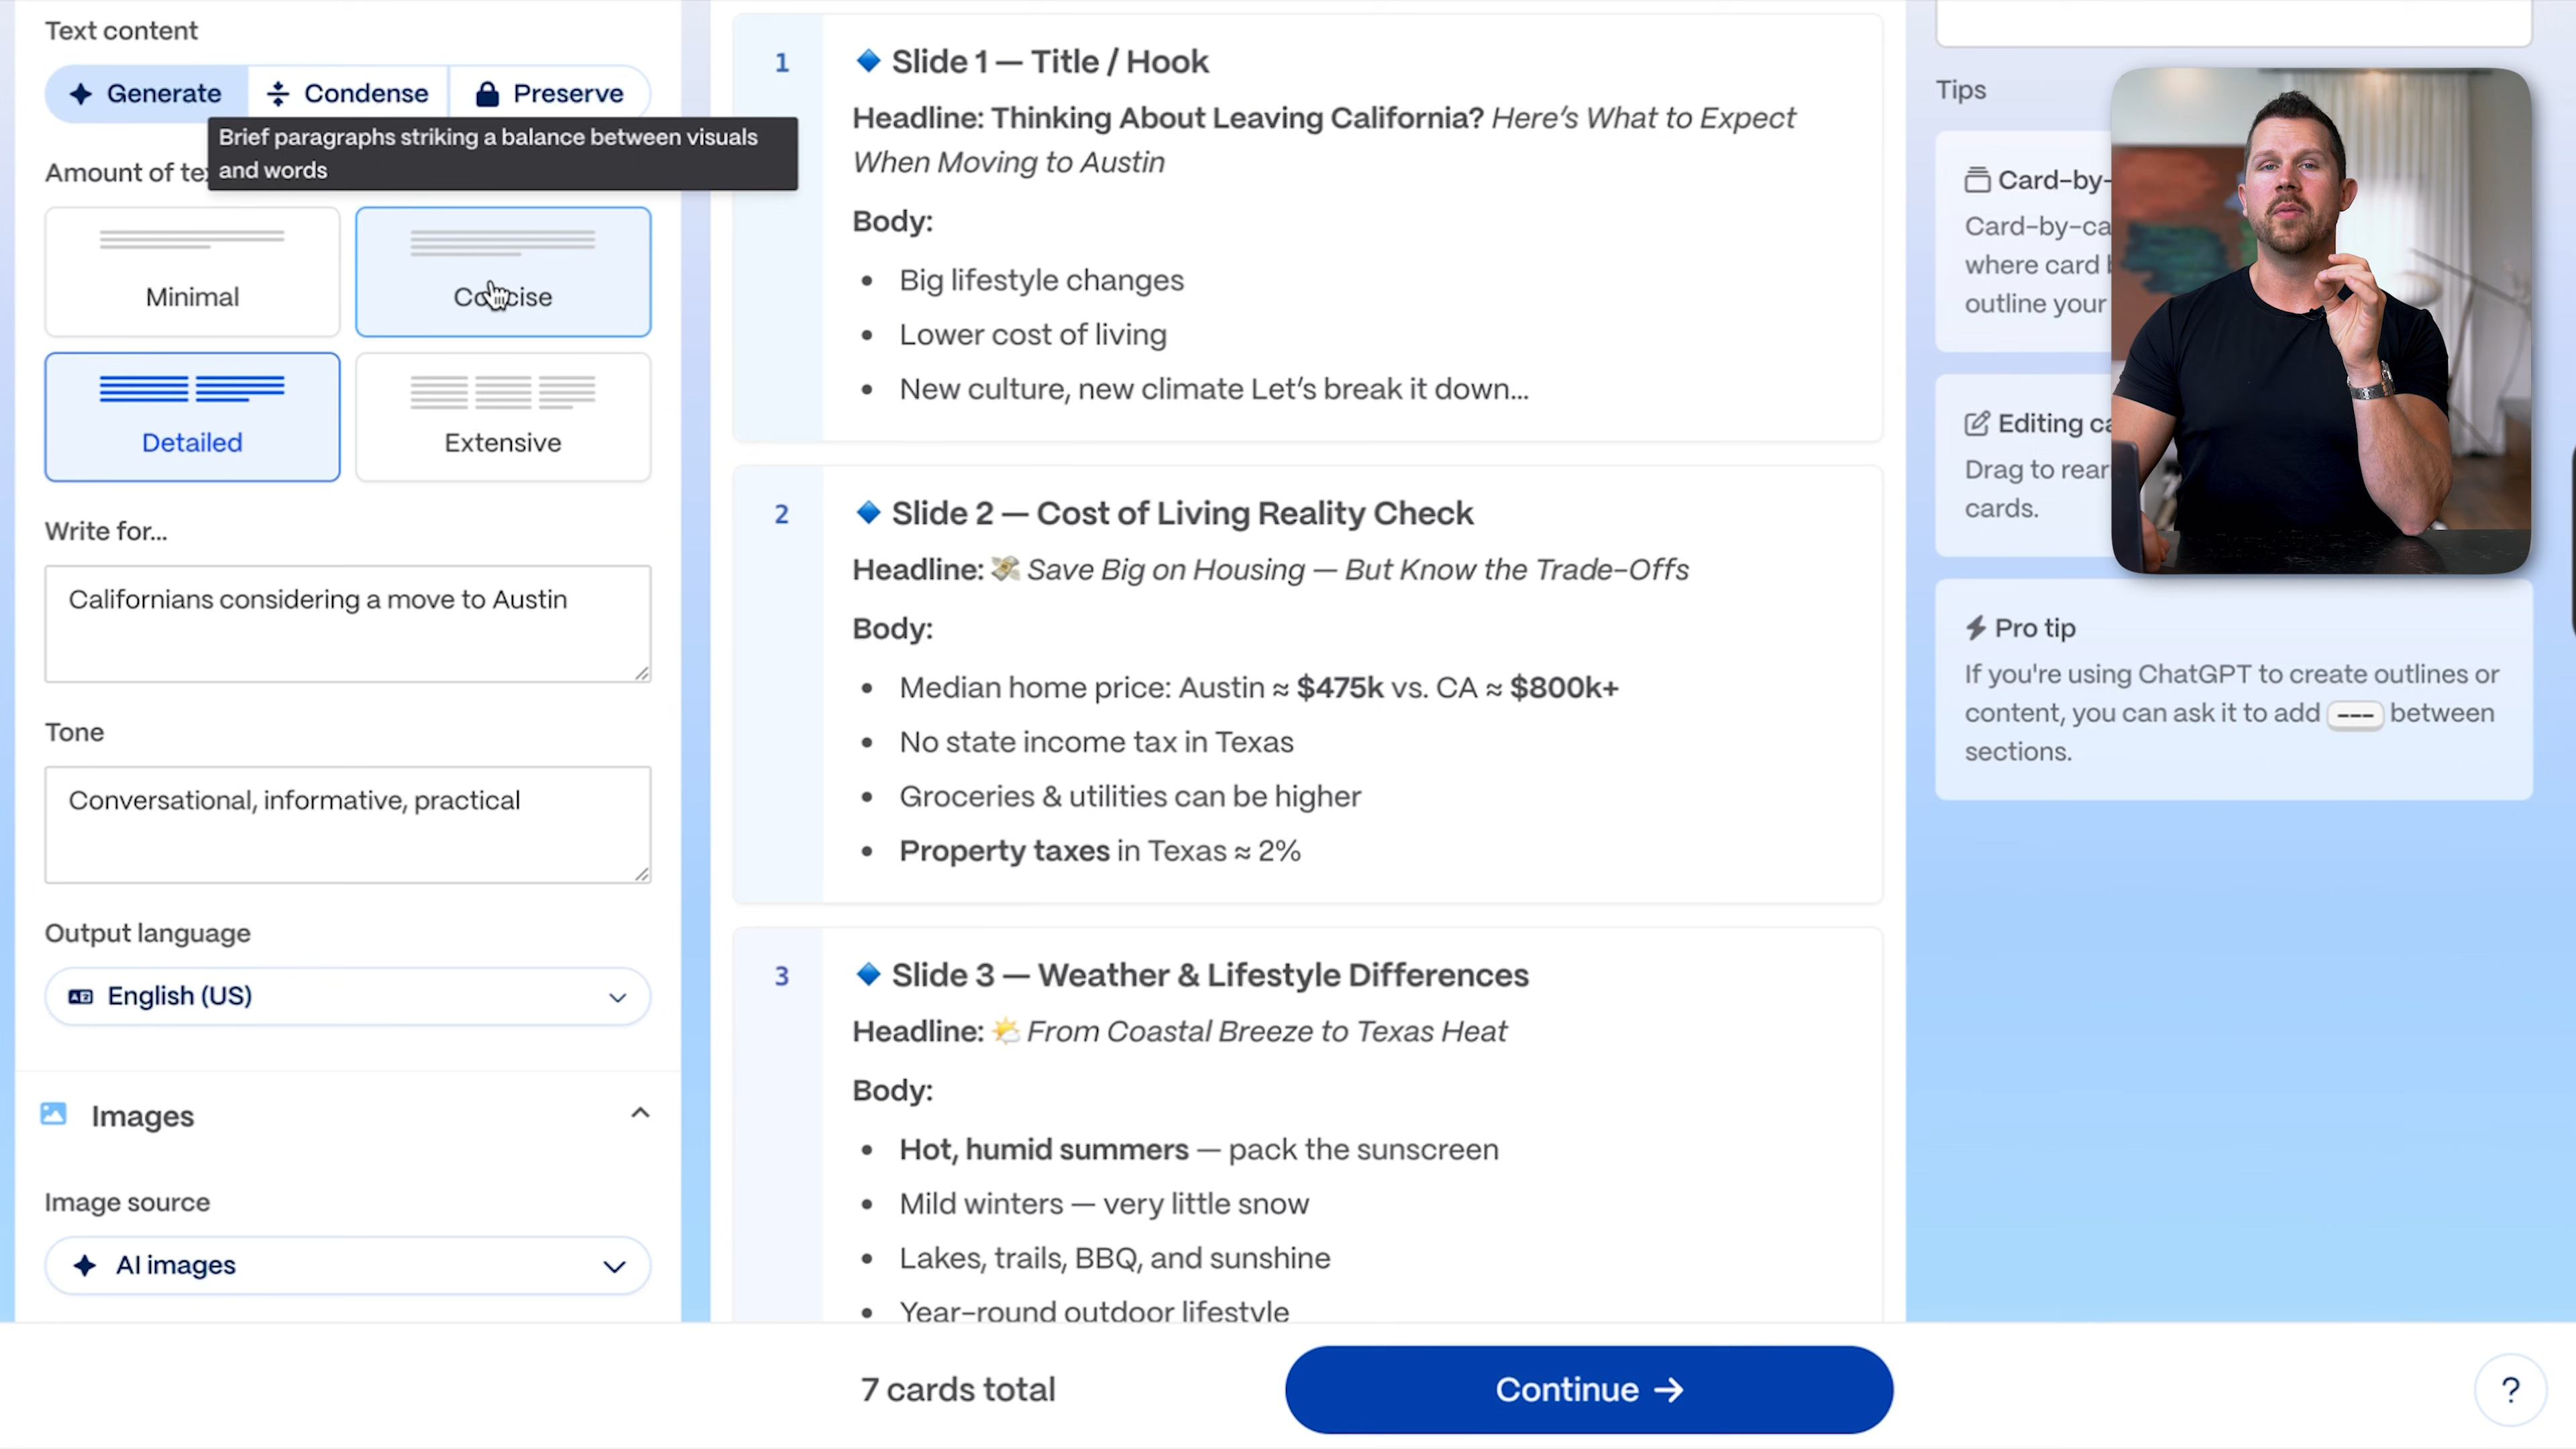 Text content
Generate
Condense
Preserve
Brief paragraphs striking a balance between visuals
and words
Amount of te
Minimal
Concise
Detailed
Extensive
Write for...
Californians considering a move to Austin
Tone
Conversational, informative, practical
Output language
English (US)
Images
Image source
AI images
1
Slide 1 — Title / Hook
Headline: Thinking About Leaving California? Here's What to Expect
When Moving to Austin
Body:
• Big lifestyle changes
• Lower cost of living
• New culture, new climate Let's break it down...
2
Slide 2 — Cost of Living Reality Check
Headline: 💸 Save Big on Housing — But Know the Trade-Offs
Body:
• Median home price: Austin ≈ $475k vs. CA ≈ $800k+
• No state income tax in Texas
• Groceries & utilities can be higher
• Property taxes in Texas ≈ 2%
3
Slide 3 — Weather & Lifestyle Differences
Headline: 🌤️ From Coastal Breeze to Texas Heat
Body:
• Hot, humid summers — pack the sunscreen
• Mild winters — very little snow
• Lakes, trails, BBQ, and sunshine
• Year-round outdoor lifestyle
Tips
Card-by-
Card-by-ca
where card
outline your
Editing ca
Drag to rear
cards.
Pro tip
If you're using ChatGPT to create outlines or
content, you can ask it to add --- between
sections.
7 cards total
Continue →
?